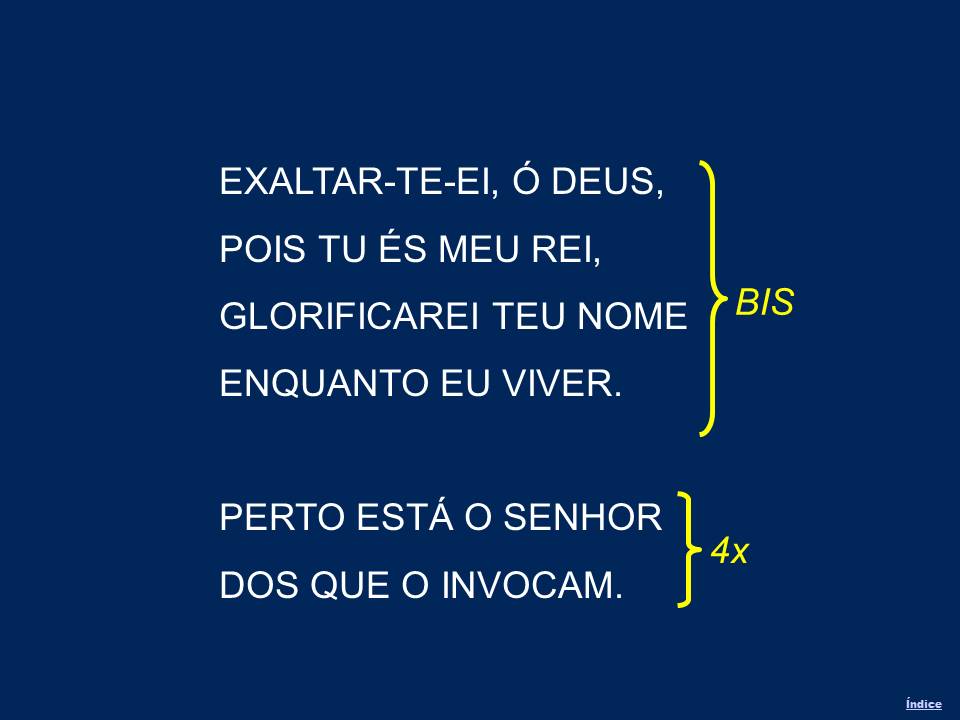 EXALTAR-TE-EI, Ó DEUS,
POIS TU ÉS MEU REI,
GLORIFICAREI TEU NOME
ENQUANTO EU VIVER.
BIS
PERTO ESTÁ O SENHOR
DOS QUE O INVOCAM.
4x
Índice